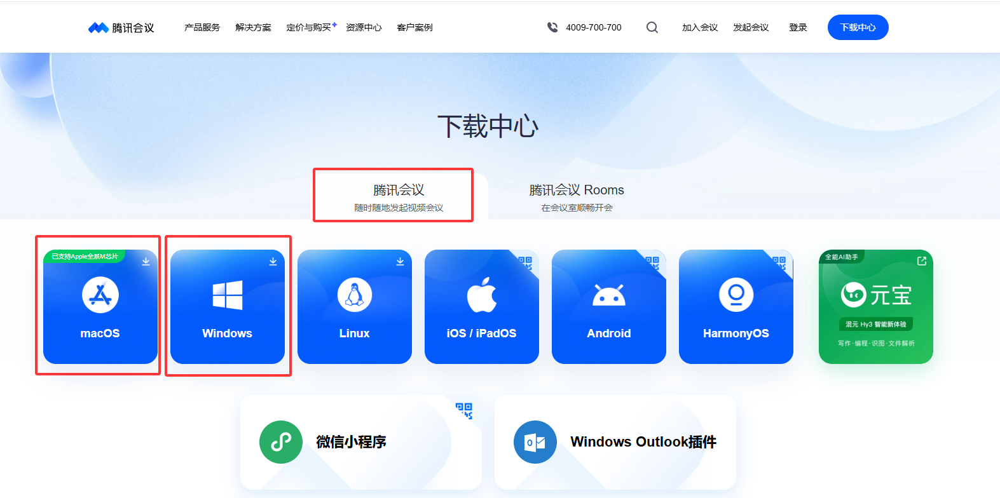 腾讯会议
产品服务
解决方案
定价与购买
资源中心
客户案例
4009-700-700
加入会议
发起会议
登录
下载中心
下载中心
腾讯会议
随时随地发起视频会议
腾讯会议 Rooms
在会议室顺畅开会
已支持Apple全系M芯片
macOS
Windows
Linux
iOS / iPadOS
Android
HarmonyOS
全能AI助手
元宝
混元 Hy3 智能新体验
写作·编程·识图·文件解析
微信小程序
Windows Outlook插件